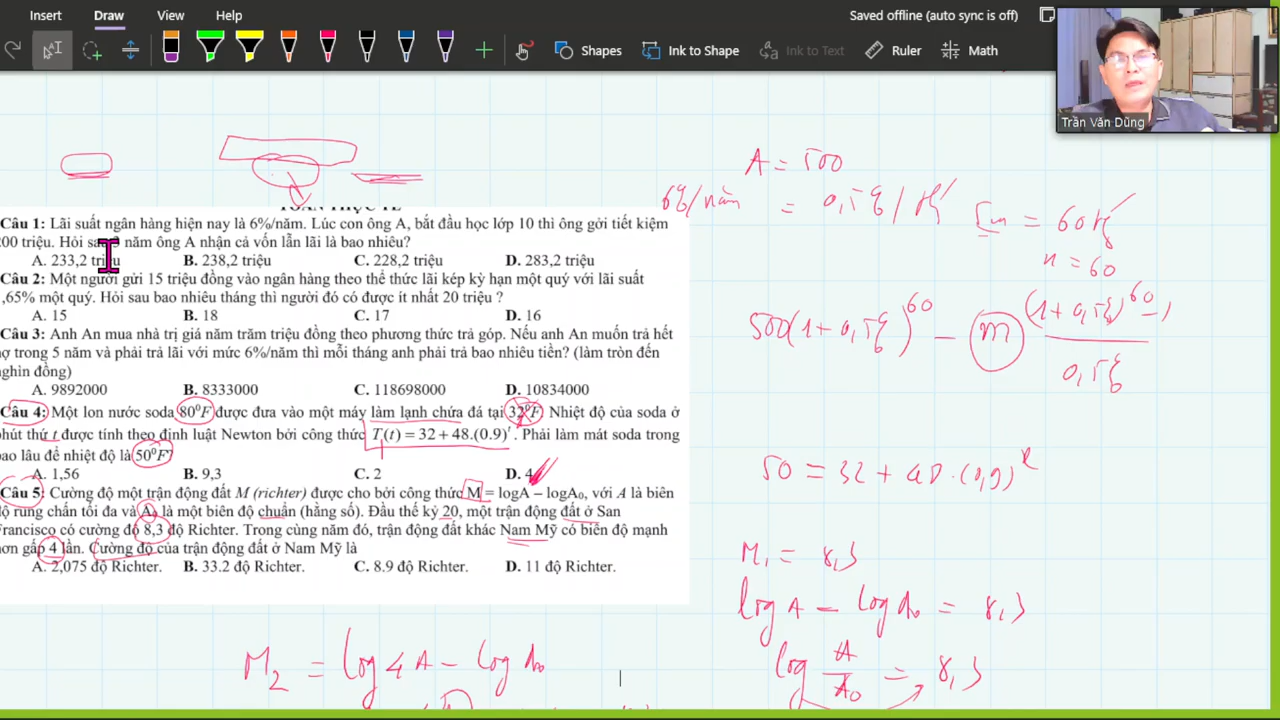 Insert Draw View Help
Saved offline (auto sync is off)
Shapes Ink to Shape Ink to Text Ruler Math
Trần Văn Dũng
Câu 1: Lãi suất ngân hàng hiện nay là 6%/năm. Lúc con ông A, bắt đầu học lớp 10 thì ông gởi tiết kiệm
00 triệu. Hỏi năm ông A nhận cả vốn lẫn lãi là bao nhiêu?
A. 233,2 triệu B. 238,2 triệu C. 228,2 triệu D. 283,2 triệu
Câu 2: Một người gửi 15 triệu đồng vào ngân hàng theo thể thức lãi kép kỳ hạn một quý với lãi suất
,65% một quý. Hỏi sau bao nhiêu tháng thì người đó có được ít nhất 20 triệu ?
A. 15 B. 18 C. 17 D. 16
Câu 3: Anh An mua nhà trị giá năm trăm triệu đồng theo phương thức trả góp. Nếu anh An muốn trả hết
ợ trong 5 năm và phải trả lãi với mức 6%/năm thì mỗi tháng anh phải trả bao nhiêu tiền? (làm tròn đến
nghìn đồng)
A. 9892000 B. 8333000 C. 118698000 D. 10834000
Câu 4: Một lon nước soda 80⁰F được đưa vào một máy làm lạnh chứa đá tại 32⁰F. Nhiệt độ của soda ở
phút thứ t được tính theo định luật Newton bởi công thức T(t) = 32 + 48.(0.9)ᵗ. Phải làm mát soda trong
bao lâu để nhiệt độ là 50⁰F?
A. 1,56 B. 9,3 C. 2 D. 4
Câu 5: Cường độ một trận động đất M (richter) được cho bởi công thức M = logA – logA₀, với A là biên
độ rung chấn tối đa và A₀ là một biên độ chuẩn (hằng số). Đầu thế kỷ 20, một trận động đất ở San
Francisco có cường độ 8,3 độ Richter. Trong cùng năm đó, trận động đất khác Nam Mỹ có biên độ mạnh
hơn gấp 4 lần. Cường độ của trận động đất ở Nam Mỹ là
A. 2,075 độ Richter. B. 33.2 độ Richter. C. 8.9 độ Richter. D. 11 độ Richter.
A = 500
6%/năm = 0,5%/th
5n = 60th
n = 60
500(1 + 0,5%)⁶⁰ – m (1 + 0,5%)⁶⁰ – 1
0,5%
50 = 32 + 48.(0,9)ᵗ
M₁ = 8,3
log A – log A₀ = 8,3
log A/A₀ = 8,3
M₂ = log 4A – log A₀